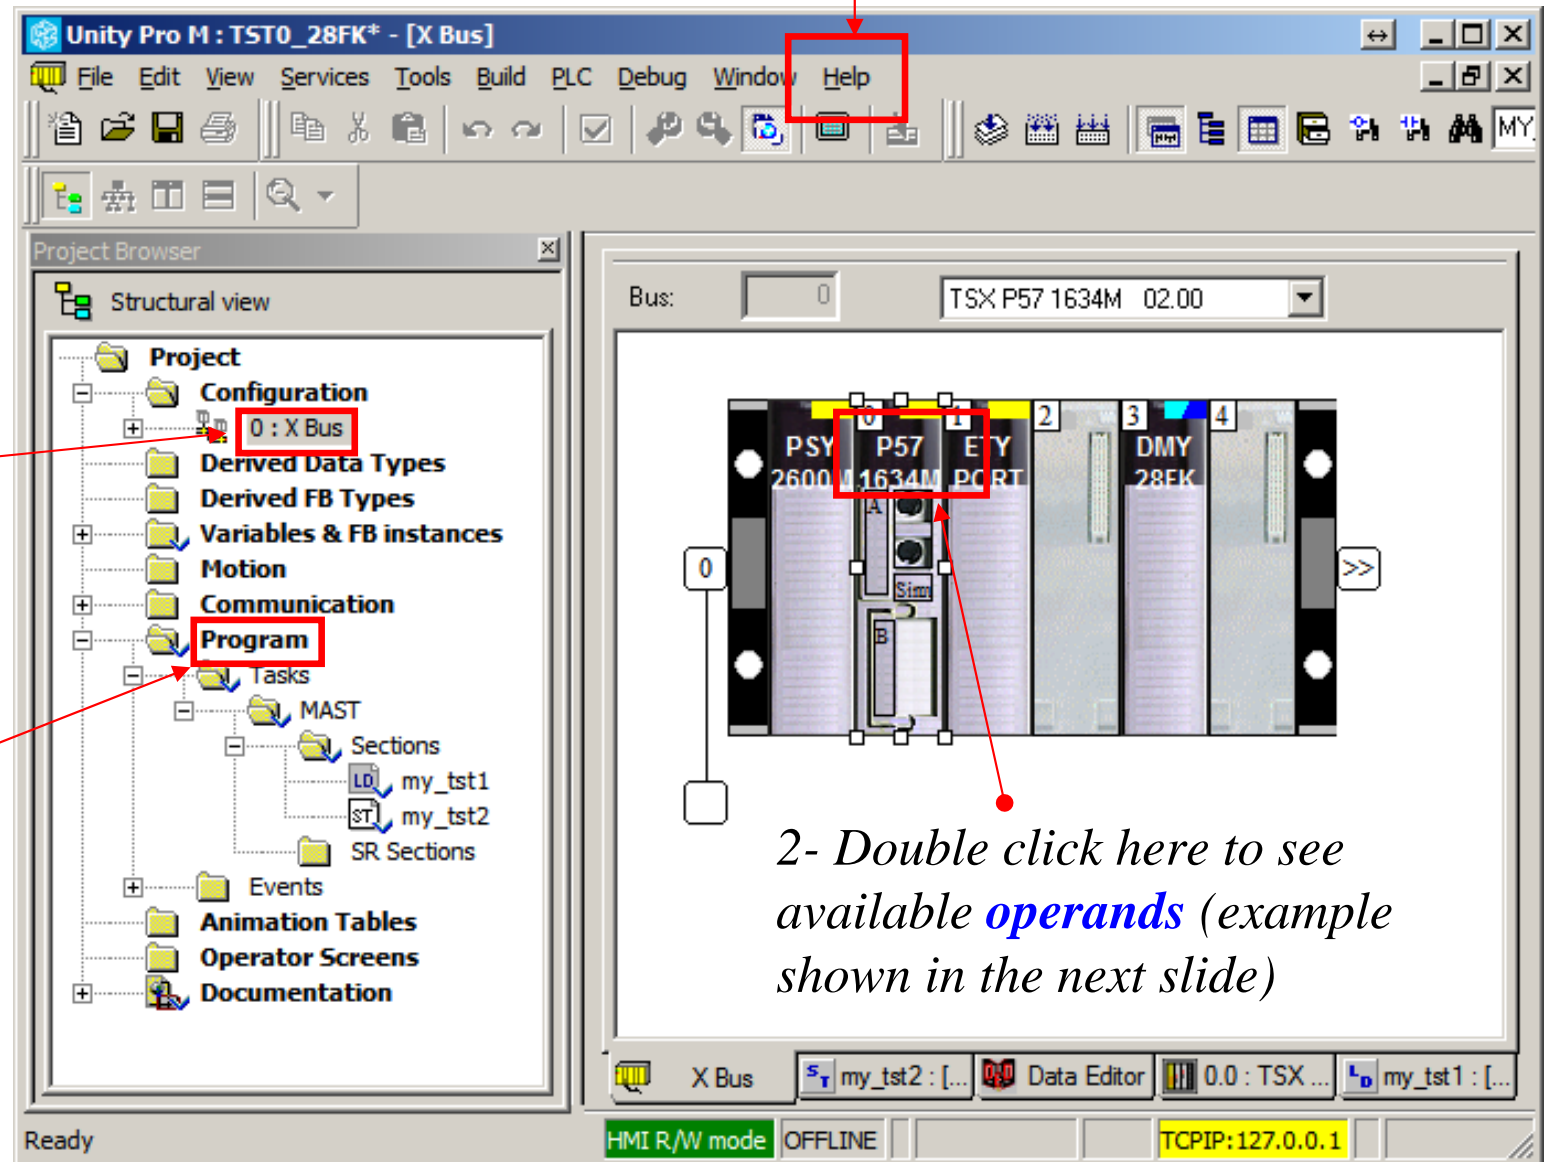 Unity Pro M : TST0_28FK* - [X Bus]
File Edit View Services Tools Build PLC Debug Window Help
MY_
Project Browser
Structural view
Project
Configuration
0 : X Bus
Derived Data Types
Derived FB Types
Variables & FB instances
Motion
Communication
Program
Tasks
MAST
Sections
LD my_tst1
ST my_tst2
SR Sections
Events
Animation Tables
Operator Screens
Documentation
Bus: 0 TSX P57 1634M 02.00
0 1 2 3 4
PSY P57 ETY DMY
2600M 1634M PORT 28FK
A
0 >>
B
2- Double click here to see
available operands (example
shown in the next slide)
X Bus ST my_tst2 : [... Data Editor 0.0 : TSX ... LD my_tst1 : [...
Ready HMI R/W mode OFFLINE TCPIP:127.0.0.1